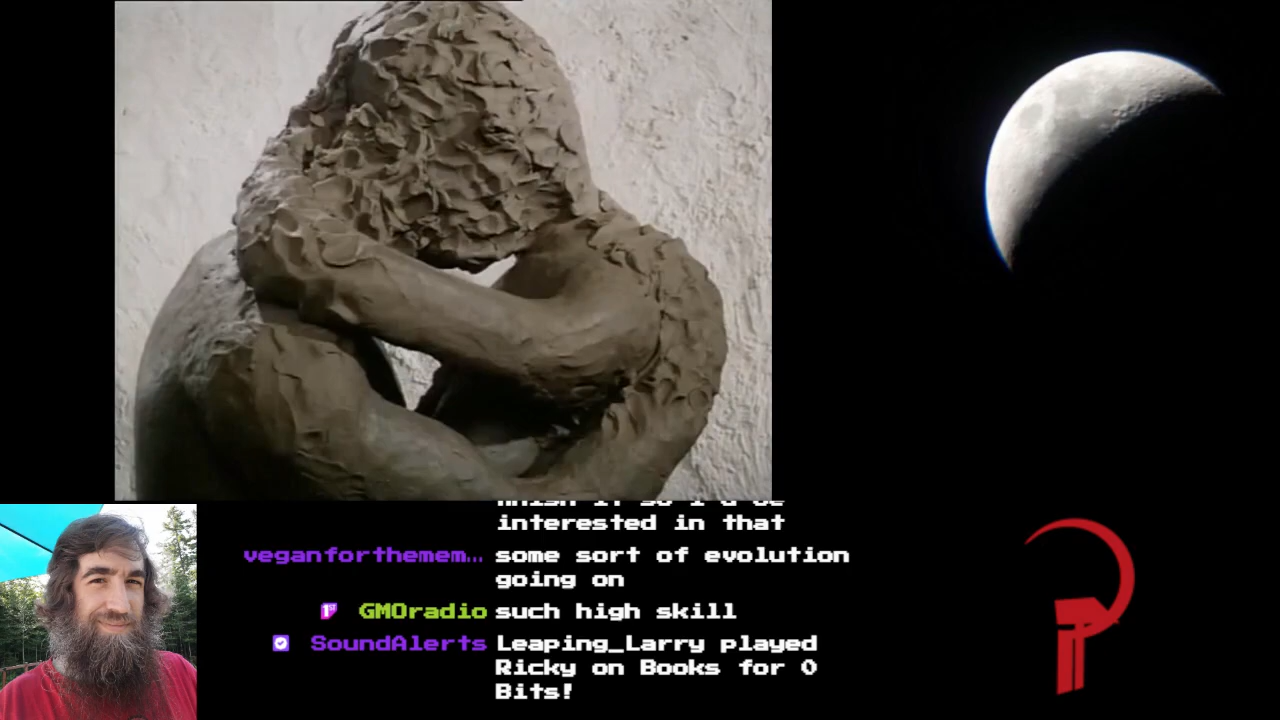 interested in that
veganforthemem... some sort of evolution
going on
GMOradio such high skill
SoundAlerts Leaping_Larry played
Ricky on Books for 0
Bits!